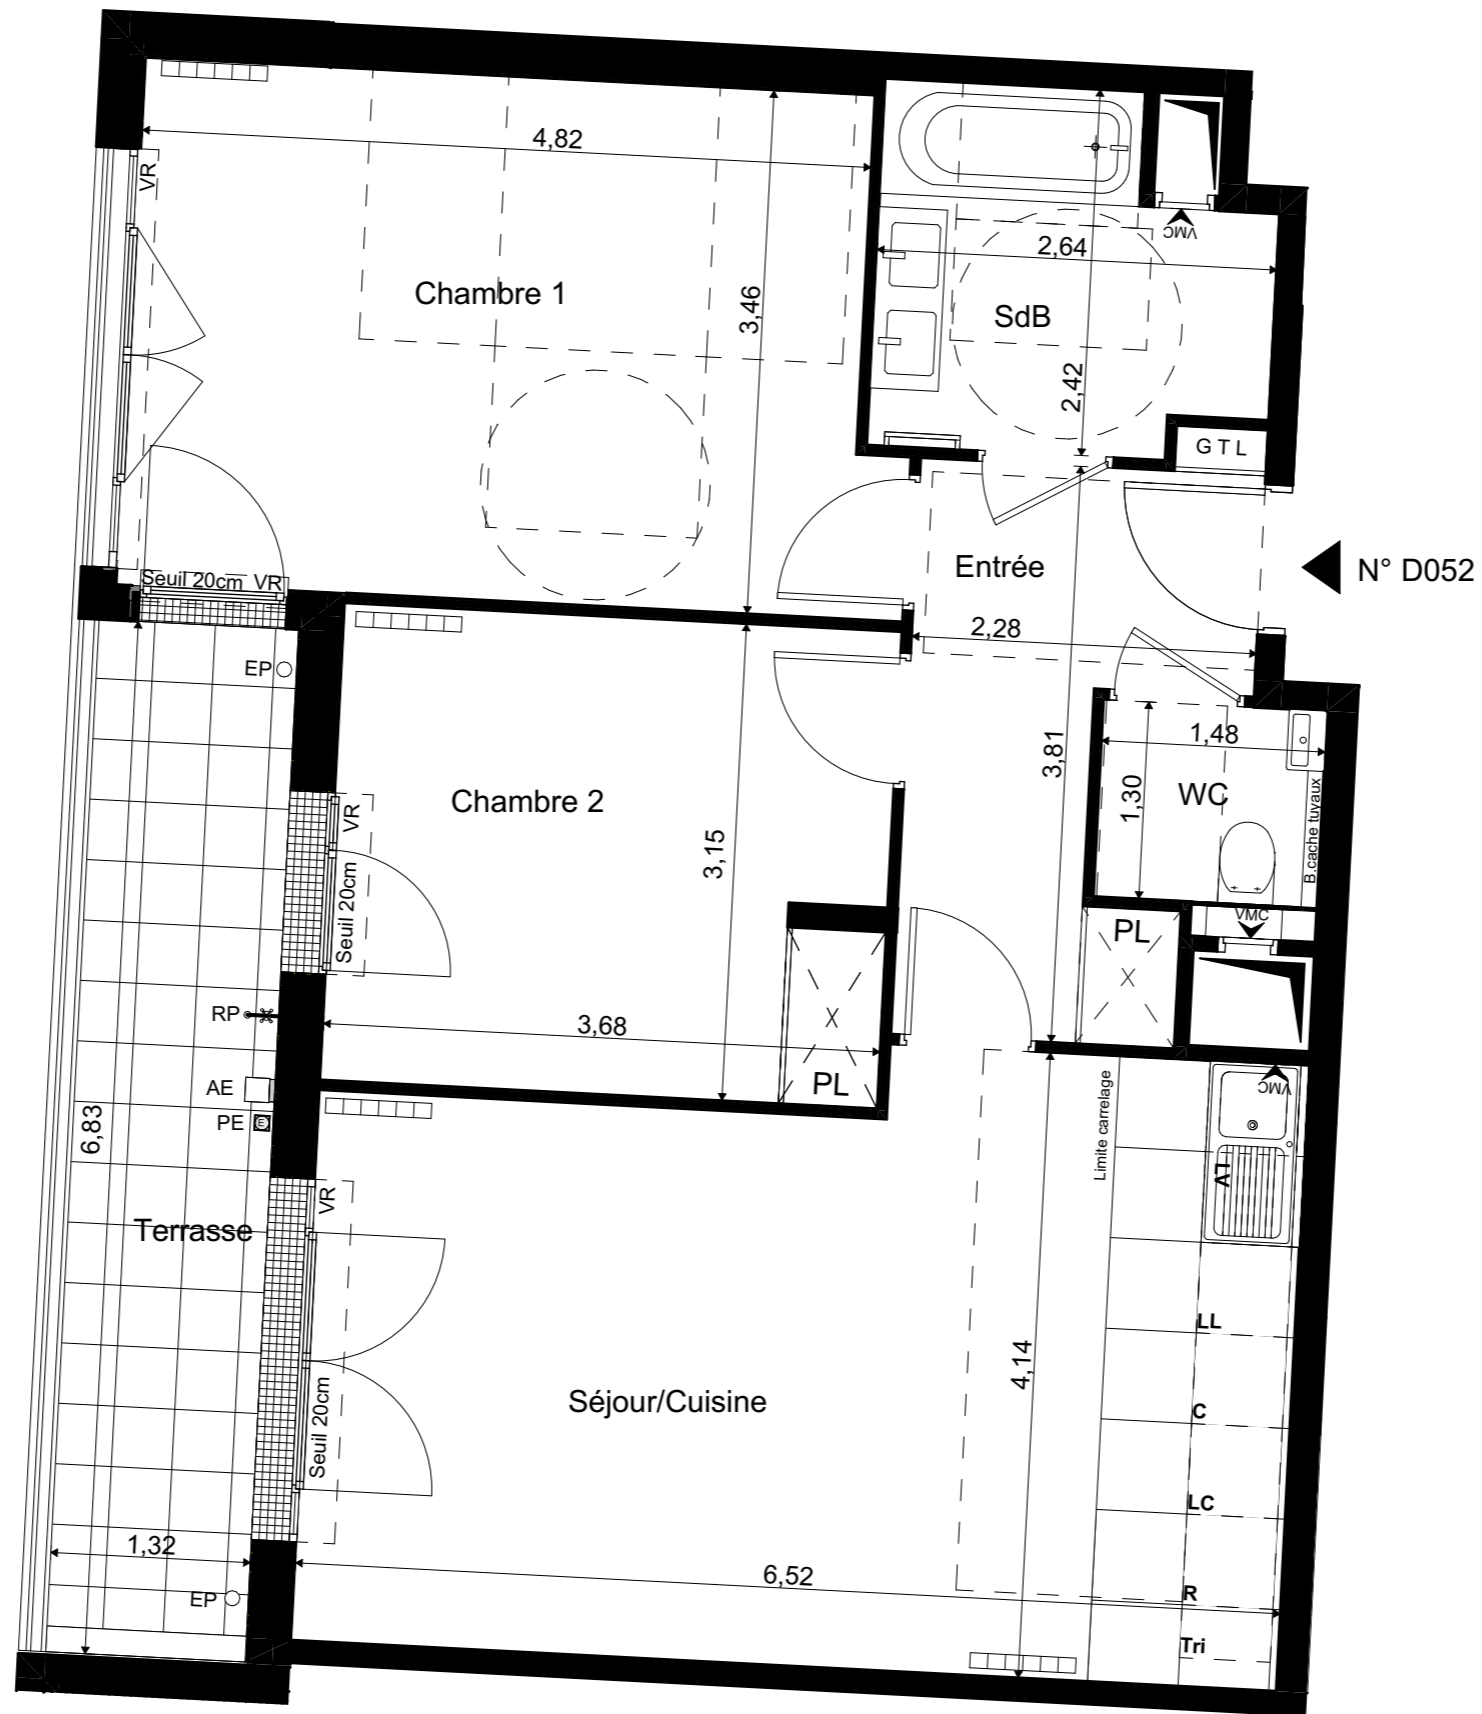 4,82
VR
Chambre 1
3,46
2,64
SdB
VMC
2,42
GTL
Entrée
N° D052
Seuil 20cm VR
2,28
EP
Chambre 2
VR
Seuil 20cm
3,15
3,81
1,48
1,30
WC
B.cache tuyaux
PL
VMC
RP
3,68
PL
AE
PE
E
6,83
Terrasse
VR
Seuil 20cm
Limite carrelage
VMC
LV
LL
4,14
Séjour/Cuisine
C
LC
1,32
6,52
R
EP
Tri